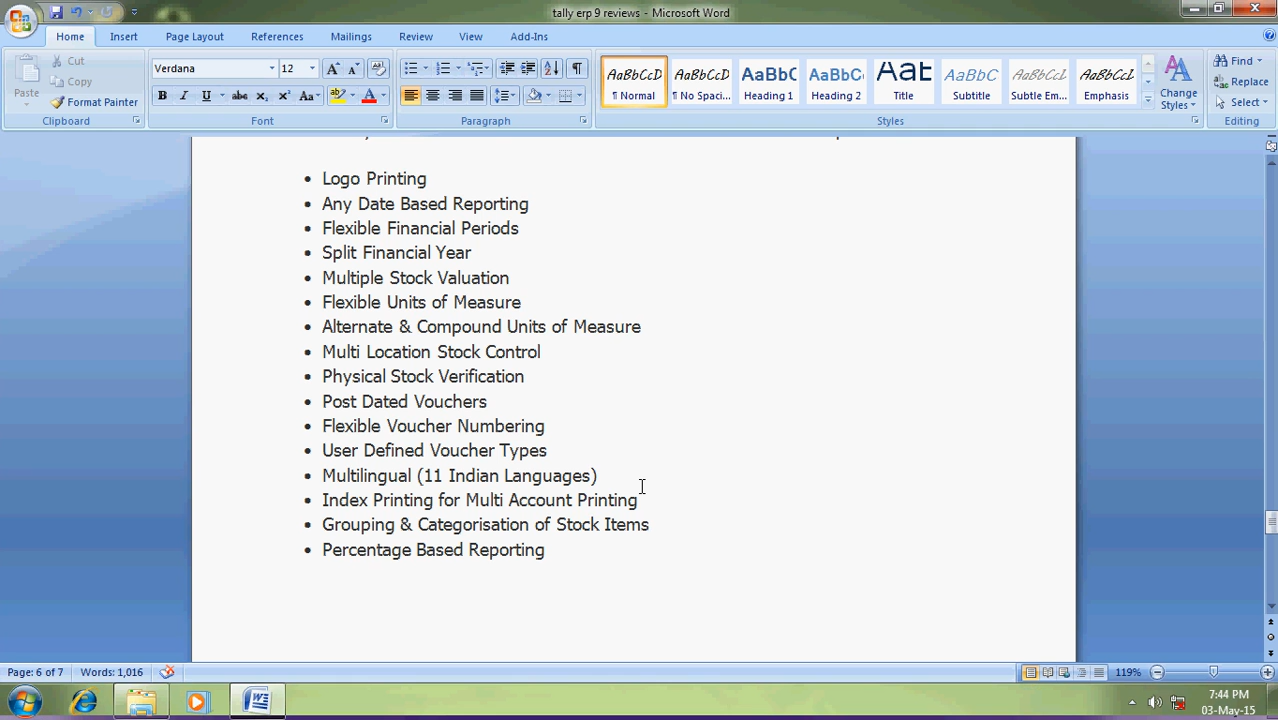 tally erp 9 reviews - Microsoft Word
Home Insert Page Layout References Mailings Review View Add-Ins
Paste
Cut
Copy
Format Painter
Clipboard
Verdana 12
Font
Paragraph
AaBbCcD AaBbCcD AaBbC AaBbCc AaB AaBbC AaBbCcD AaBbCcD
¶ Normal ¶ No Spaci... Heading 1 Heading 2 Title Subtitle Subtle Em... Emphasis
Change Styles
Styles
Find
Replace
Select
Editing
• Logo Printing
• Any Date Based Reporting
• Flexible Financial Periods
• Split Financial Year
• Multiple Stock Valuation
• Flexible Units of Measure
• Alternate & Compound Units of Measure
• Multi Location Stock Control
• Physical Stock Verification
• Post Dated Vouchers
• Flexible Voucher Numbering
• User Defined Voucher Types
• Multilingual (11 Indian Languages)
• Index Printing for Multi Account Printing
• Grouping & Categorisation of Stock Items
• Percentage Based Reporting
Page: 6 of 7 Words: 1,016 119%
7:44 PM
03-May-15